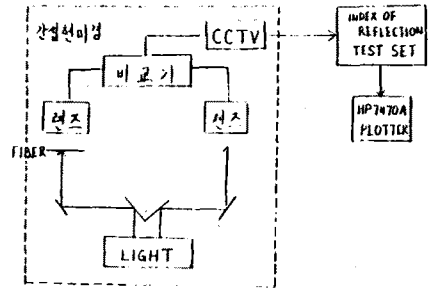 간섭현미경
CCTV
INDEX OF
REFLECTION
TEST SET
비교기
렌즈
렌즈
HP7470A
PLOTTER
FIBER
LIGHT